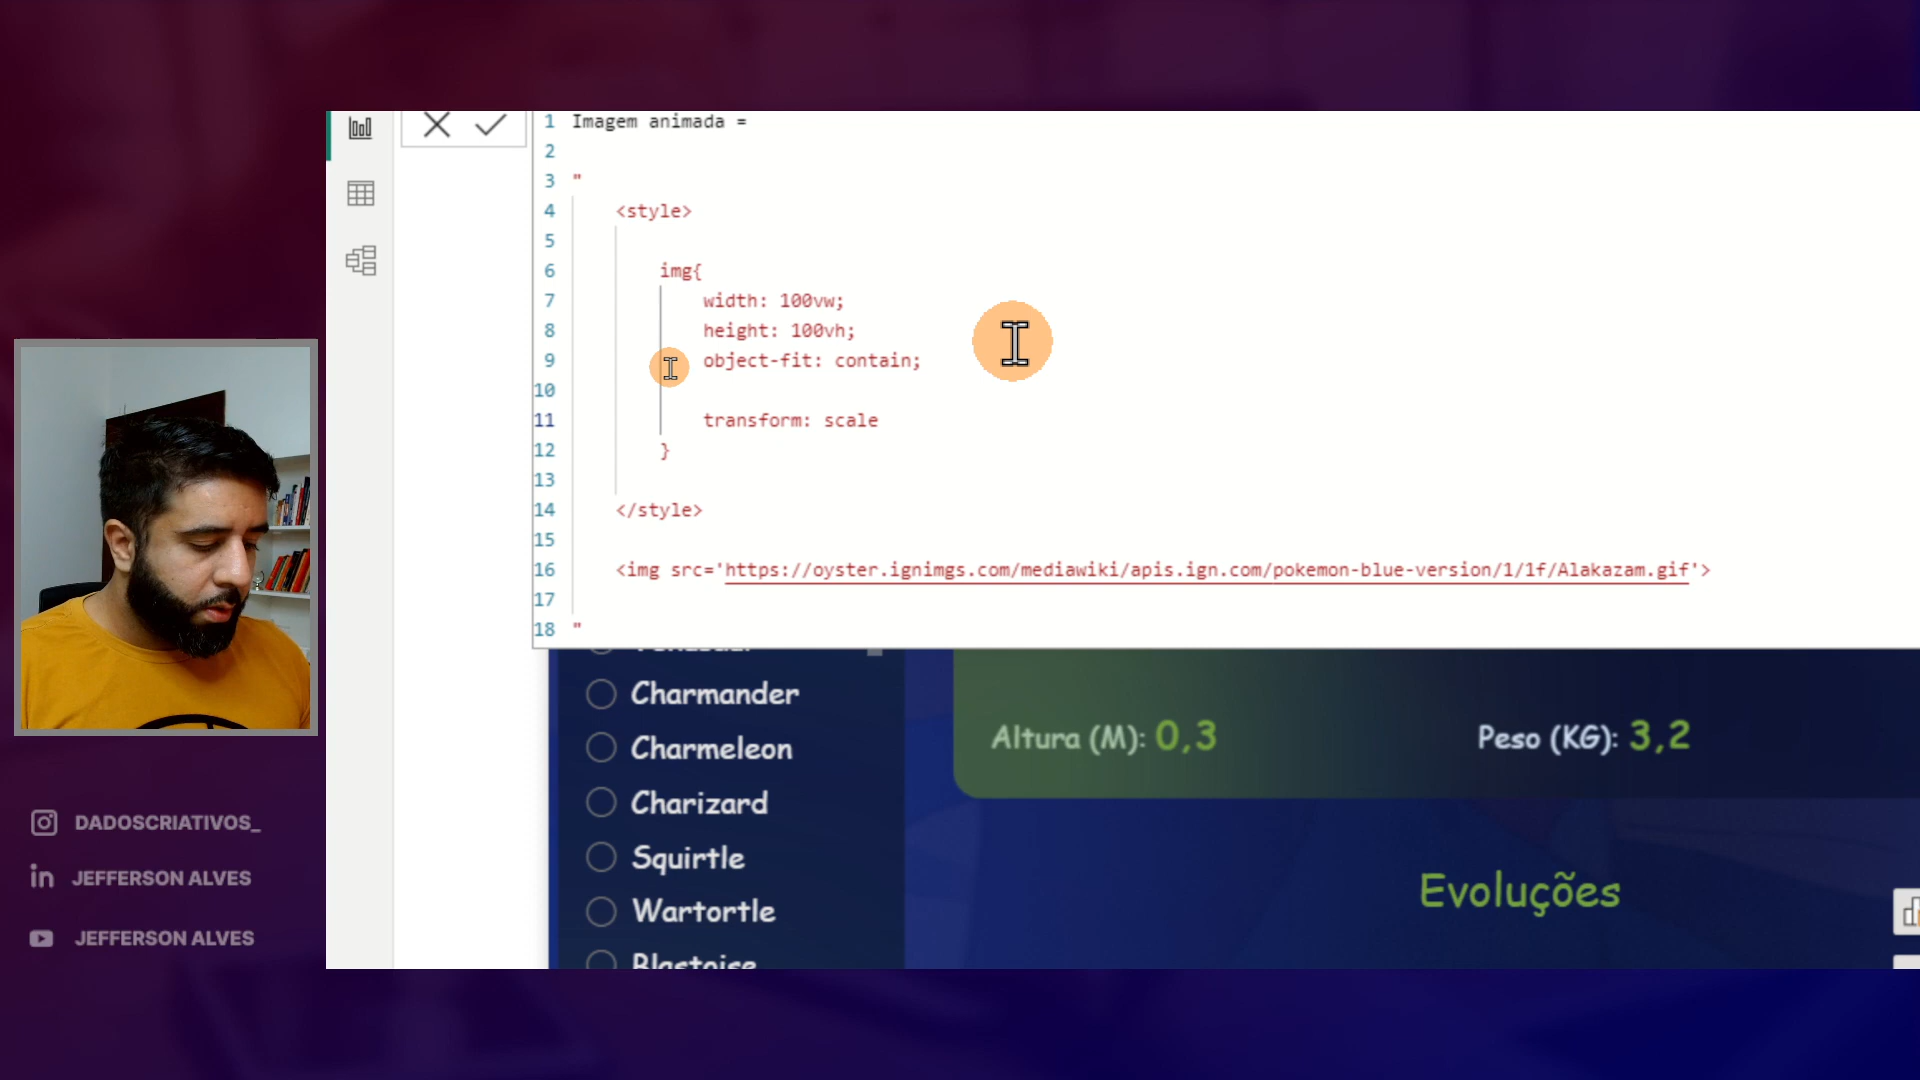 1 Imagem animada =
2
3 "
4 <style>
5
6 img{
7 width: 100vw;
8 height: 100vh;
9 object-fit: contain;
10
11 transform: scale
12 }
13
14 </style>
15
16 <img src='https://oyster.ignimgs.com/mediawiki/apis.ign.com/pokemon-blue-version/1/1f/Alakazam.gif'>
17
18 "
Charmander
Charmeleon
Charizard
Squirtle
Wartortle
Blastoise
Altura (M): 0,3
Peso (KG): 3,2
Evoluções
DADOSCRIATIVOS_
JEFFERSON ALVES
JEFFERSON ALVES